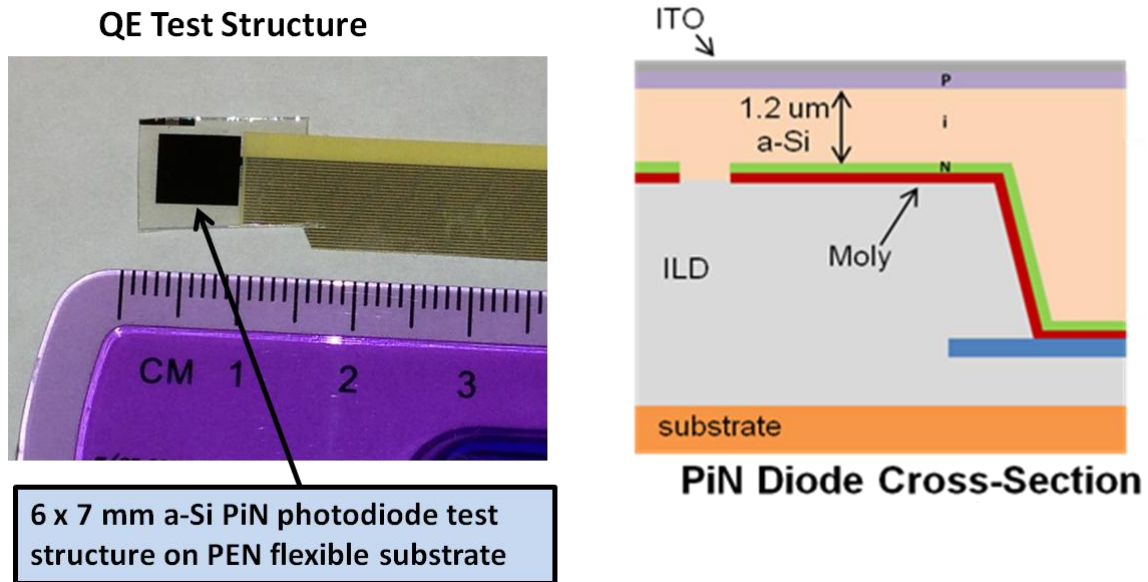 QE Test Structure
CM 1 2 3
6 x 7 mm a-Si PiN photodiode test
structure on PEN flexible substrate
ITO
P
1.2 um
a-Si
i
N
Moly
ILD
substrate
PiN Diode Cross-Section